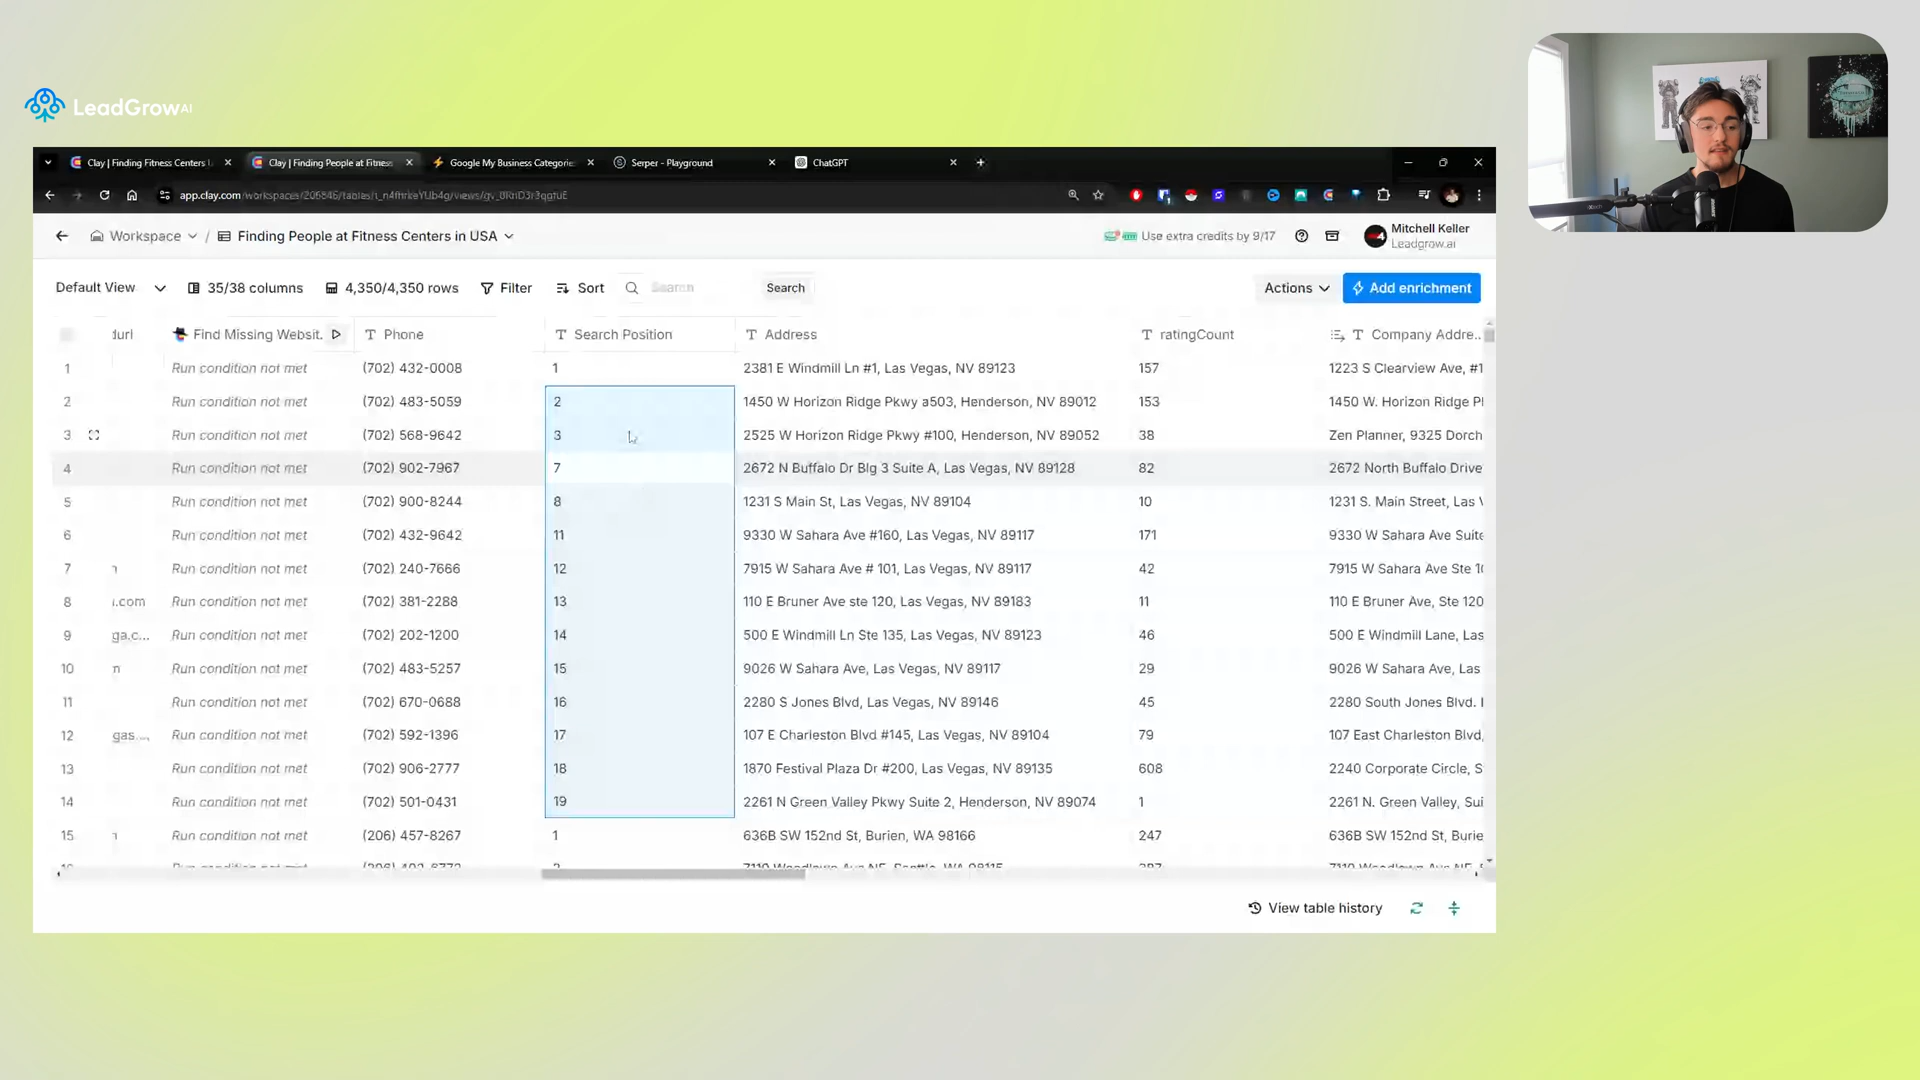 LeadGrow AI
Clay | Finding Fitness Centers
Clay | Finding People at Fitness
Google My Business Categorie
Serper - Playground
ChatGPT
app.clay.com
Workspace / Finding People at Fitness Centers in USA
Use extra credits by 9/17
Mitchell Keller
Leadgrow.ai
Default View 35/38 columns 4,350/4,350 rows Filter Sort Search Search Actions Add enrichment
Find Missing Websit. Phone Search Position Address ratingCount Company Addre..
1 Run condition not met (702) 432-0008 1 2381 E Windmill Ln #1, Las Vegas, NV 89123 157 1223 S Clearview Ave, #1
2 Run condition not met (702) 483-5059 2 1450 W Horizon Ridge Pkwy a503, Henderson, NV 89012 153 1450 W. Horizon Ridge P
3 Run condition not met (702) 568-9642 3 2525 W Horizon Ridge Pkwy #100, Henderson, NV 89052 38 Zen Planner, 9325 Dorch
4 Run condition not met (702) 902-7967 7 2672 N Buffalo Dr Blg 3 Suite A, Las Vegas, NV 89128 82 2672 North Buffalo Drive
5 Run condition not met (702) 900-8244 8 1231 S Main St, Las Vegas, NV 89104 10 1231 S. Main Street, Las V
6 Run condition not met (702) 432-9642 11 9330 W Sahara Ave #160, Las Vegas, NV 89117 171 9330 W Sahara Ave Suite
7 Run condition not met (702) 240-7666 12 7915 W Sahara Ave # 101, Las Vegas, NV 89117 42 7915 W Sahara Ave Ste 10
8 .com Run condition not met (702) 381-2288 13 110 E Bruner Ave ste 120, Las Vegas, NV 89183 11 110 E Bruner Ave, Ste 120
9 ga.c... Run condition not met (702) 202-1200 14 500 E Windmill Ln Ste 135, Las Vegas, NV 89123 46 500 E Windmill Lane, Las
10 Run condition not met (702) 483-5257 15 9026 W Sahara Ave, Las Vegas, NV 89117 29 9026 W Sahara Ave, Las
11 Run condition not met (702) 670-0688 16 2280 S Jones Blvd, Las Vegas, NV 89146 45 2280 South Jones Blvd.
12 gas.... Run condition not met (702) 592-1396 17 107 E Charleston Blvd #145, Las Vegas, NV 89104 79 107 East Charleston Blvd,
13 Run condition not met (702) 906-2777 18 1870 Festival Plaza Dr #200, Las Vegas, NV 89135 608 2240 Corporate Circle, S
14 Run condition not met (702) 501-0431 19 2261 N Green Valley Pkwy Suite 2, Henderson, NV 89074 1 2261 N. Green Valley, Sui
15 Run condition not met (206) 457-8267 1 636B SW 152nd St, Burien, WA 98166 247 636B SW 152nd St, Burie
View table history